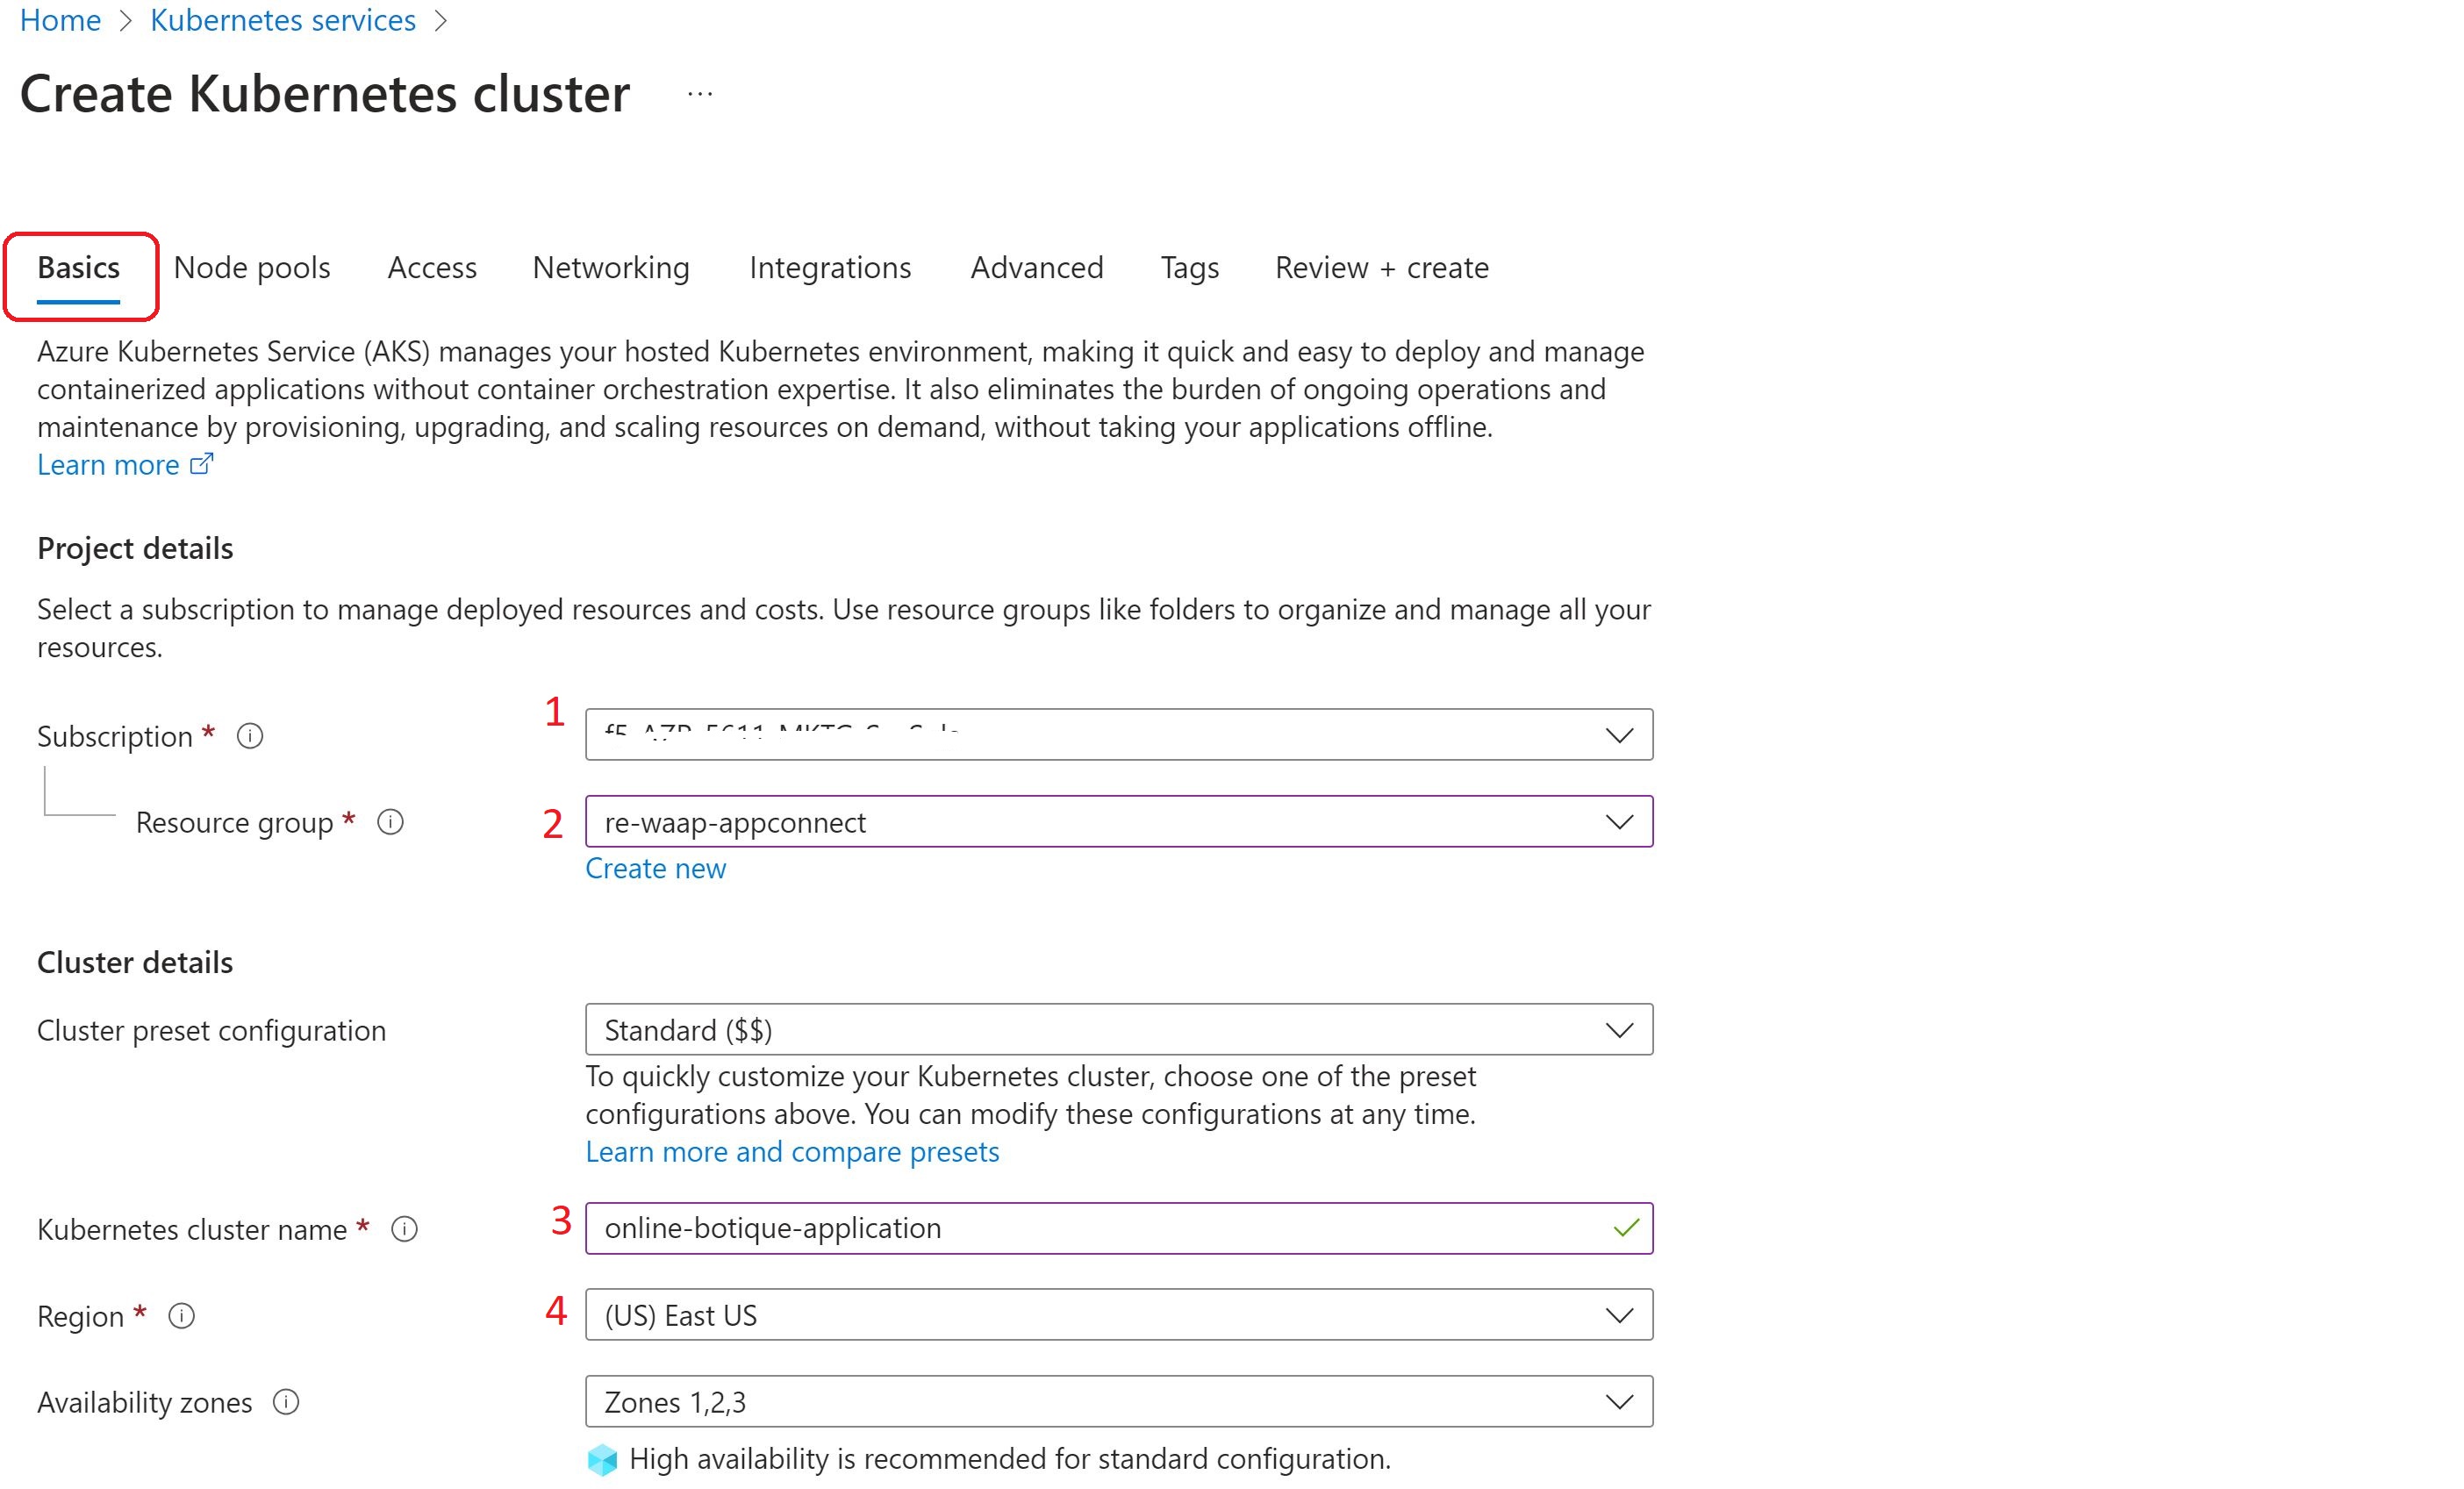 Home > Kubernetes services >
Create Kubernetes cluster ...
Basics Node pools Access Networking Integrations Advanced Tags Review + create
Azure Kubernetes Service (AKS) manages your hosted Kubernetes environment, making it quick and easy to deploy and manage
containerized applications without container orchestration expertise. It also eliminates the burden of ongoing operations and
maintenance by provisioning, upgrading, and scaling resources on demand, without taking your applications offline.
Learn more
Project details
Select a subscription to manage deployed resources and costs. Use resource groups like folders to organize and manage all your
resources.
Subscription * 1
Resource group * 2 re-waap-appconnect
Create new
Cluster details
Cluster preset configuration Standard ($$)
To quickly customize your Kubernetes cluster, choose one of the preset
configurations above. You can modify these configurations at any time.
Learn more and compare presets
Kubernetes cluster name * 3 online-botique-application
Region * 4 (US) East US
Availability zones Zones 1,2,3
High availability is recommended for standard configuration.